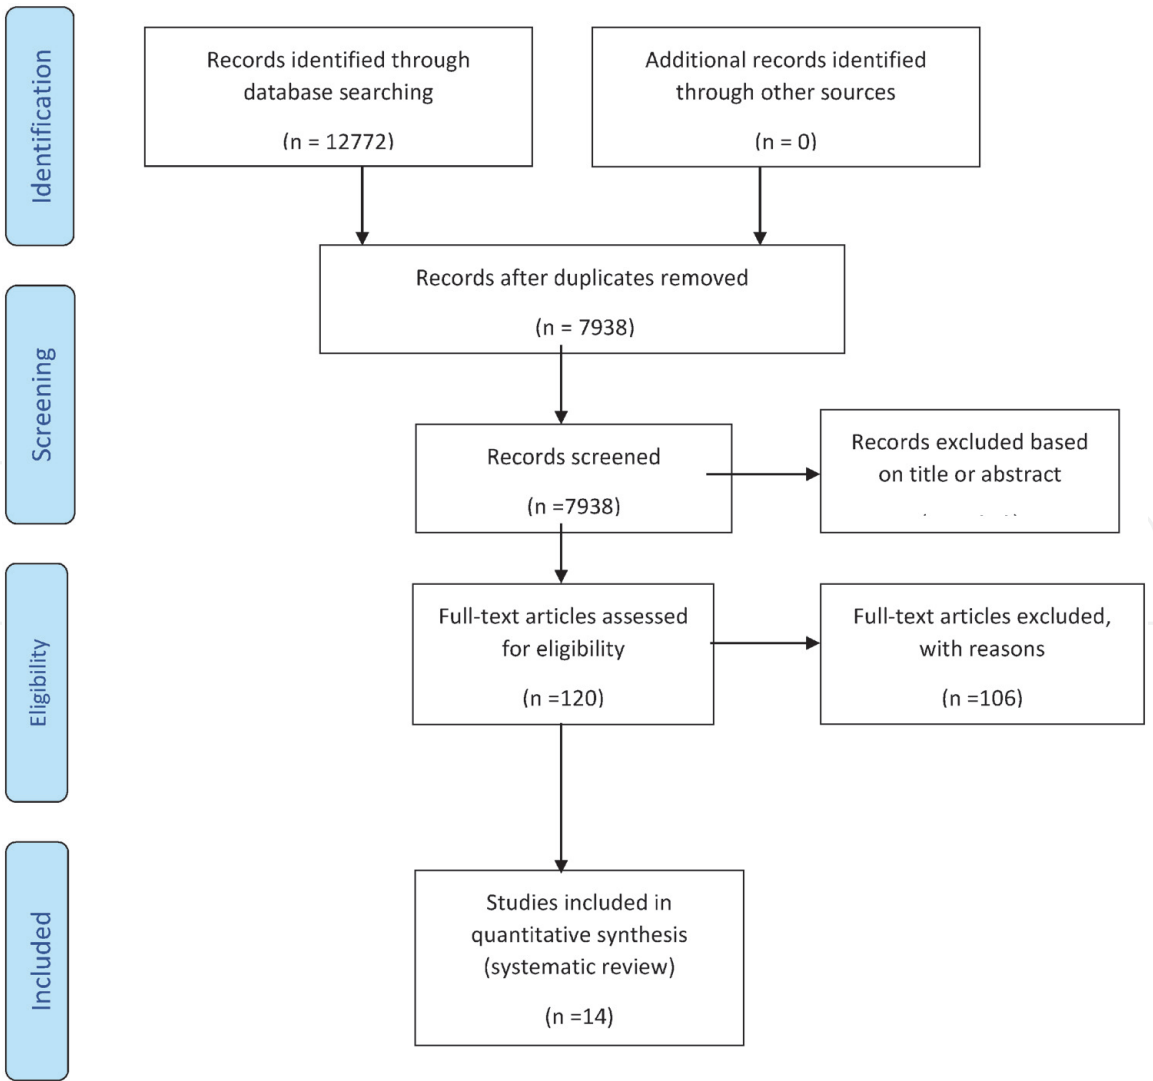 Identification
Records identified through
database searching
(n = 12772)
Additional records identified
through other sources
(n = 0)
Records after duplicates removed
(n = 7938)
Screening
Records screened
(n =7938)
Records excluded based
on title or abstract
Eligibility
Full-text articles assessed
for eligibility
(n =120)
Full-text articles excluded,
with reasons
(n =106)
Included
Studies included in
quantitative synthesis
(systematic review)
(n =14)